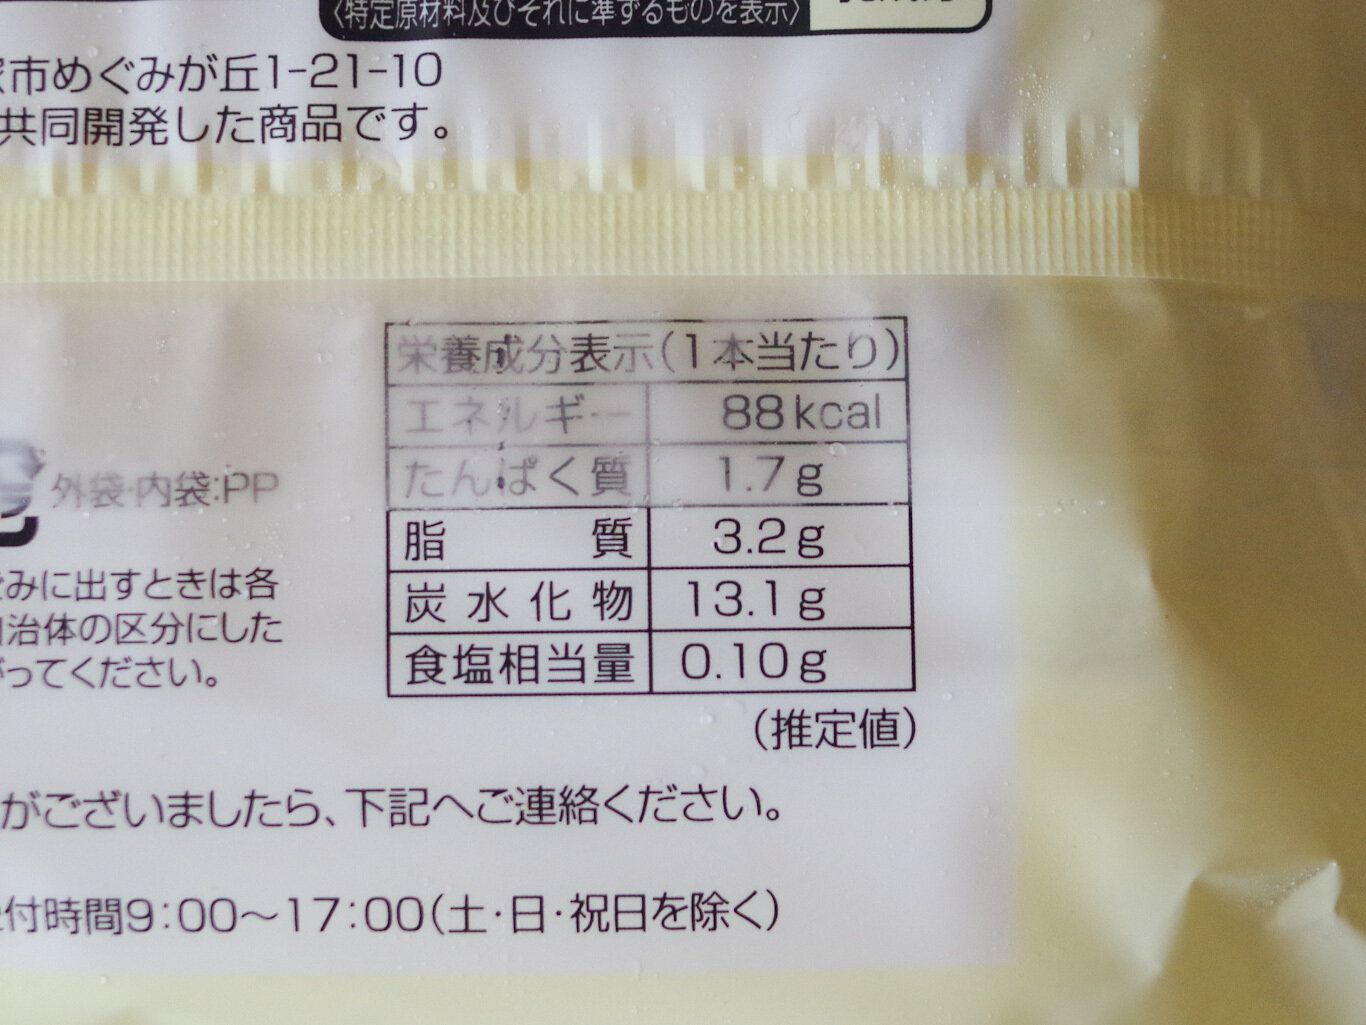 〈特定原材料及びそれに準ずるものを表示〉
市めぐみが丘1-21-10
共同開発した商品です。
栄養成分表示(1本当たり)
エネルギー 88kcal
たんぱく質 1.7g
脂質 3.2g
炭水化物 13.1g
食塩相当量 0.10g
(推定値)
外袋・内袋:PP
みに出すときは各
治体の区分にした
がってください。
がございましたら、下記へご連絡ください。
付時間9:00～17:00(土・日・祝日を除く)